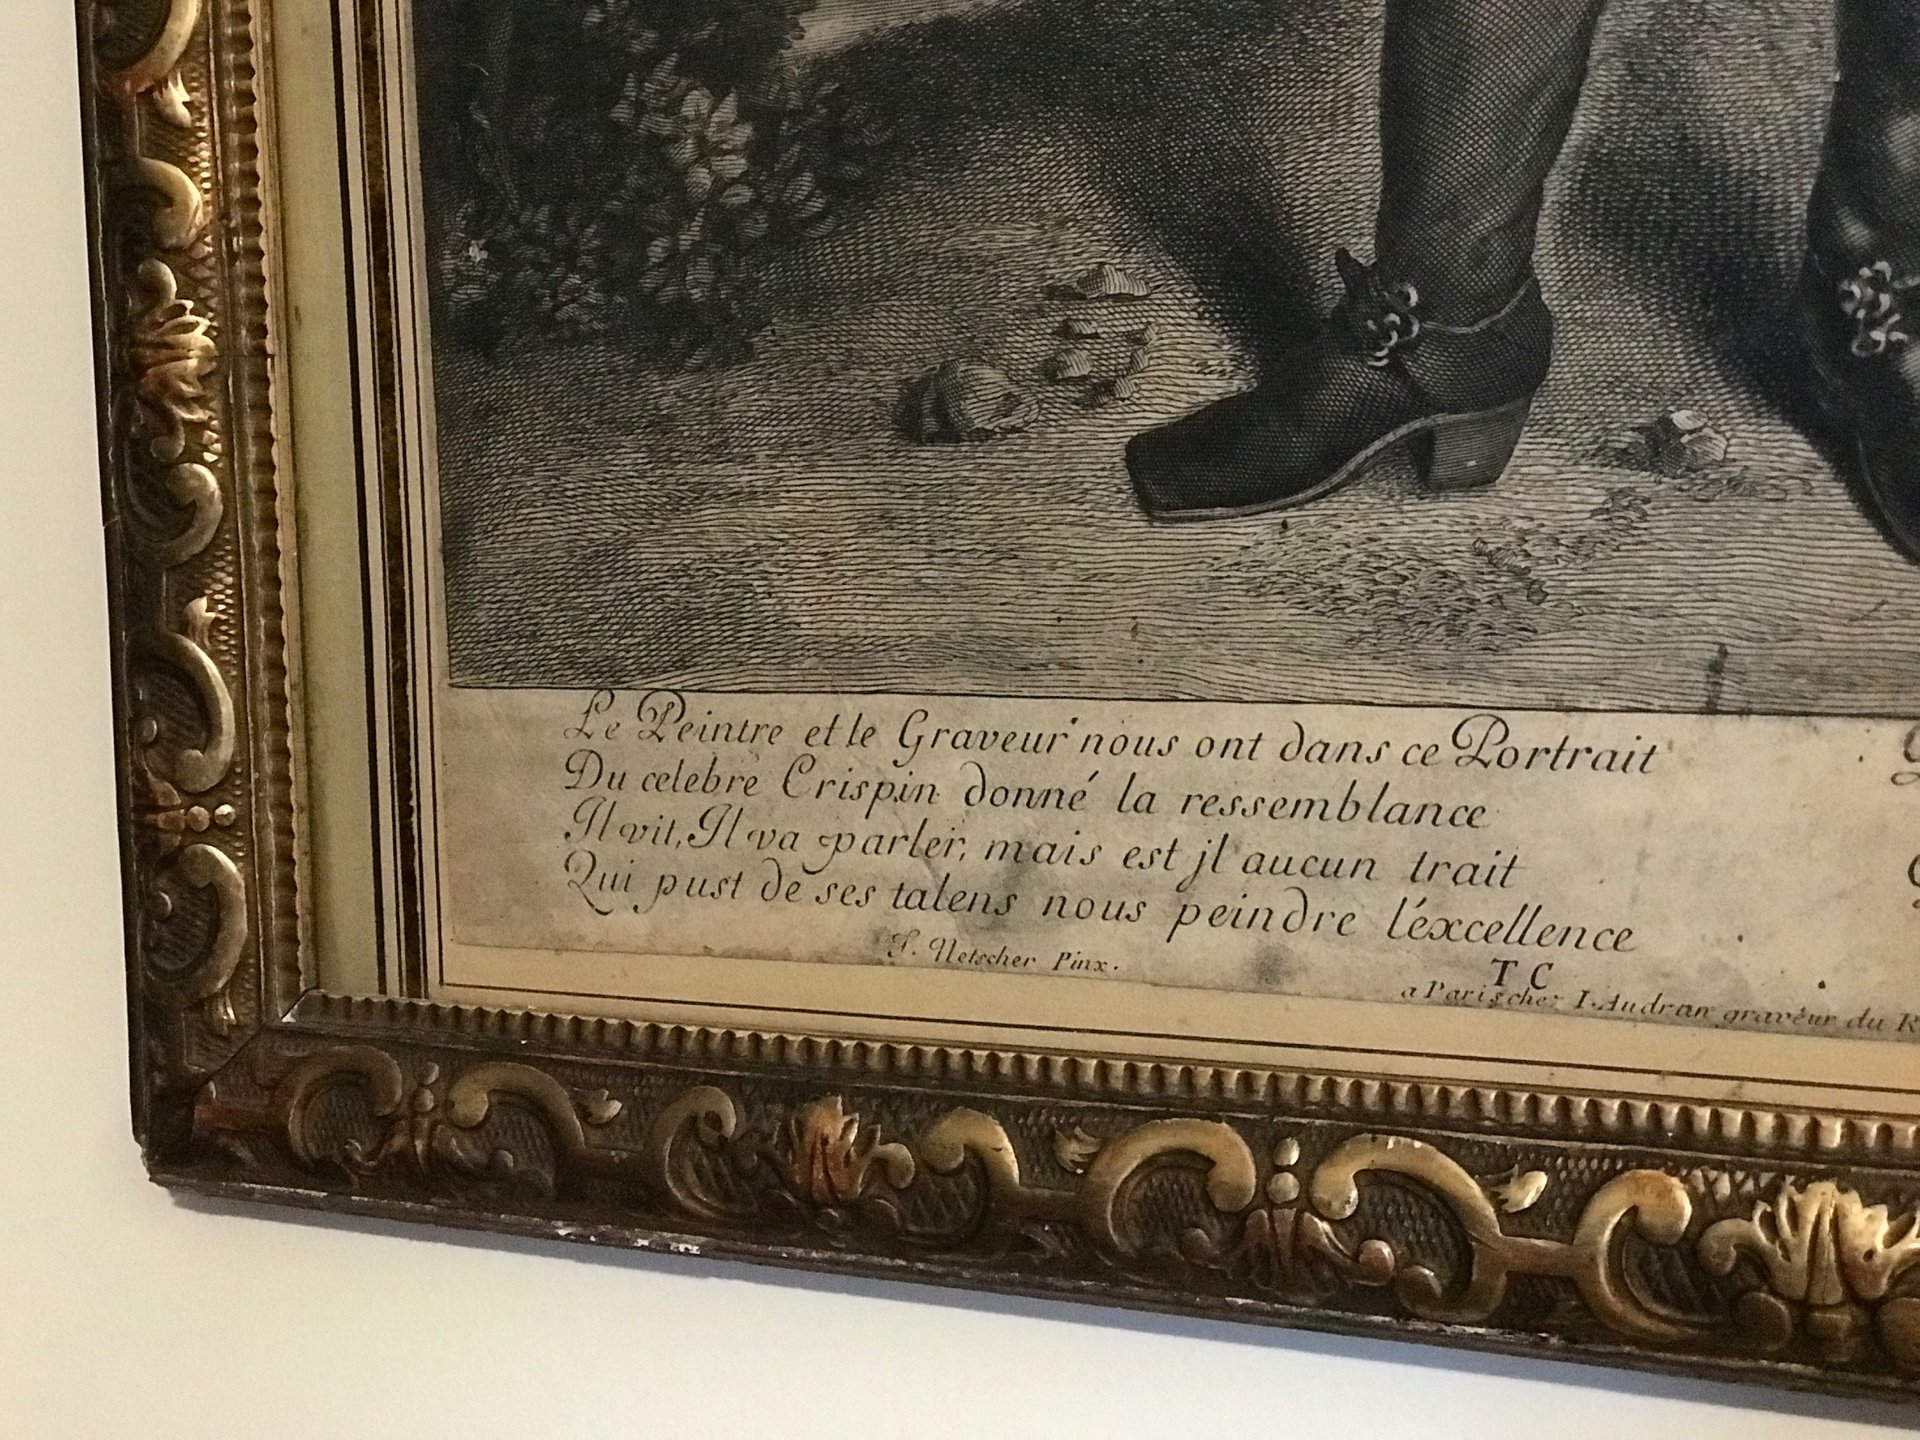 Le Peintre et le Graveur nous ont dans ce Portrait
Du celebre Crispin donné la ressemblance
Il vit, Il va parler, mais est jl aucun trait
Qui pust de ses talens nous peindre l'éxcellence
Netscher Pinx.
T C
a Paris chez I. Audran graveur du R